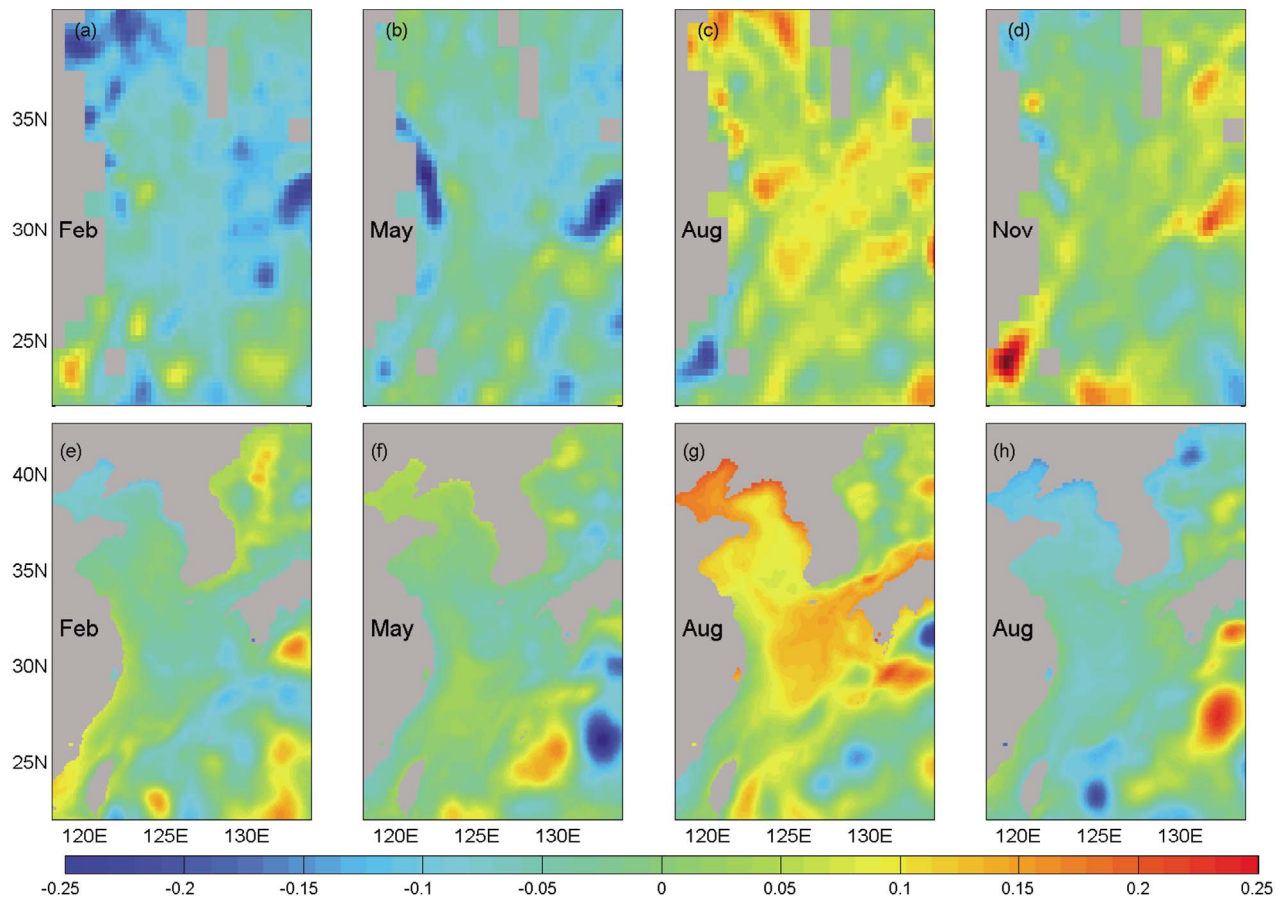 (a) (b) (c) (d)
35N
30N
Feb May Aug Nov
25N
(e) (f) (g) (h)
40N
35N
Feb May Aug Aug
30N
25N
120E 125E 130E 120E 125E 130E 120E 125E 130E 120E 125E 130E
-0.25 -0.2 -0.15 -0.1 -0.05 0 0.05 0.1 0.15 0.2 0.25